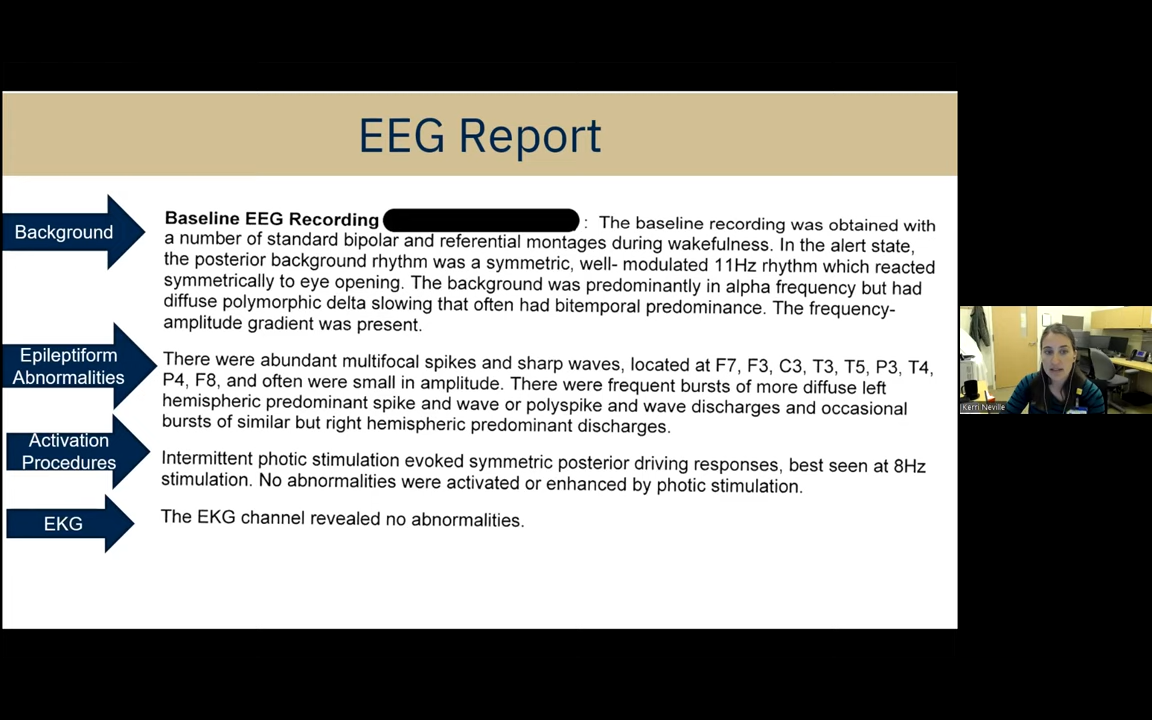 EEG Report
Background
Baseline EEG Recording : The baseline recording was obtained with
a number of standard bipolar and referential montages during wakefulness. In the alert state,
the posterior background rhythm was a symmetric, well- modulated 11Hz rhythm which reacted
symmetrically to eye opening. The background was predominantly in alpha frequency but had
diffuse polymorphic delta slowing that often had bitemporal predominance. The frequency-
amplitude gradient was present.
Epileptiform
Abnormalities
There were abundant multifocal spikes and sharp waves, located at F7, F3, C3, T3, T5, P3, T4,
P4, F8, and often were small in amplitude. There were frequent bursts of more diffuse left
hemispheric predominant spike and wave or polyspike and wave discharges and occasional
bursts of similar but right hemispheric predominant discharges.
Activation
Procedures
Intermittent photic stimulation evoked symmetric posterior driving responses, best seen at 8Hz
stimulation. No abnormalities were activated or enhanced by photic stimulation.
EKG
The EKG channel revealed no abnormalities.
Kerri Neville